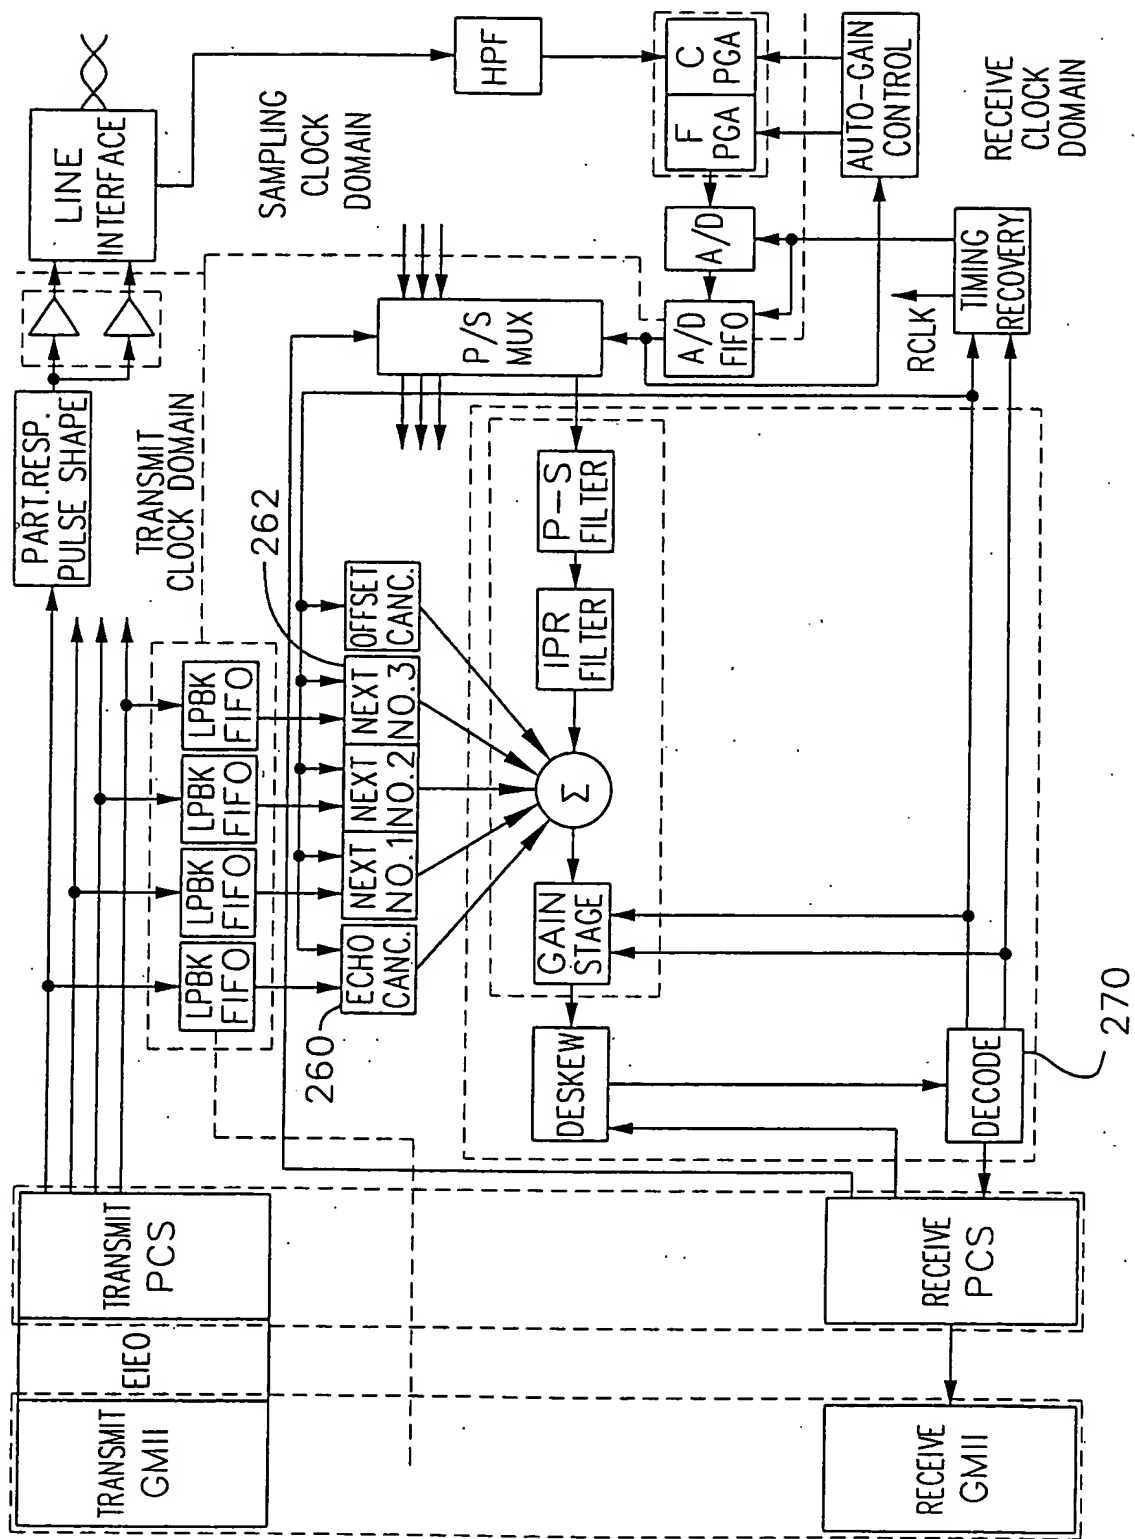 TRANSMIT
GMII
EIEO
TRANSMIT
PCS
PART.RESP.
PULSE SHAPE
LINE
INTERFACE
TRANSMIT
CLOCK DOMAIN
SAMPLING
CLOCK
DOMAIN
HPF
LPBK
FIFO
LPBK
FIFO
LPBK
FIFO
LPBK
FIFO
260
262
ECHO
CANC.
NEXT
NO.1
NEXT
NO.2
NEXT
NO.3
OFFSET
CANC.
P/S
MUX
DESKEW
GAIN
STAGE
Σ
IPR
FILTER
P-S
FILTER
A/D
FIFO
A/D
F
PGA
C
PGA
AUTO-GAIN
CONTROL
RCLK
TIMING
RECOVERY
RECEIVE
CLOCK
DOMAIN
RECEIVE
GMII
RECEIVE
PCS
DECODE
270